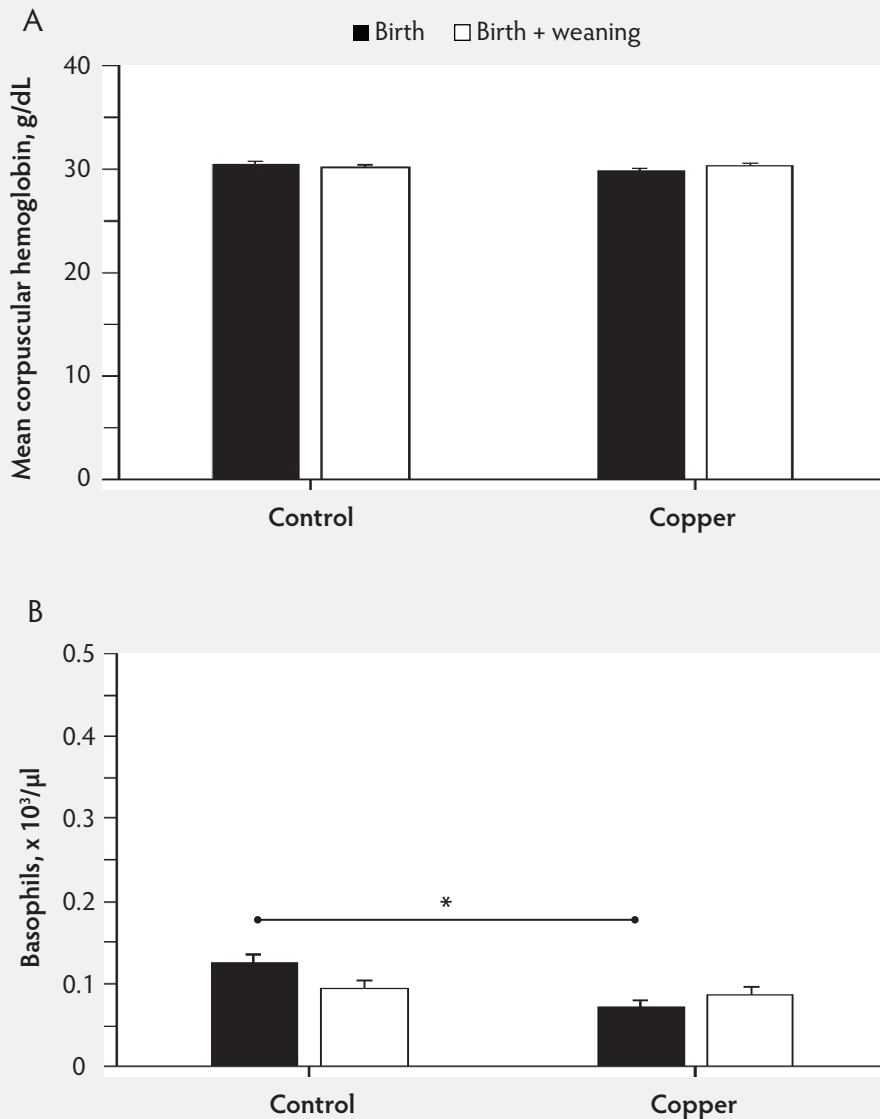 A
Birth Birth + weaning
Mean corpuscular hemoglobin, g/dL
40
30
20
10
0
Control Copper
B
Basophils, x 10³/µl
0.5
0.4
0.3
0.2
0.1
0
*
Control Copper